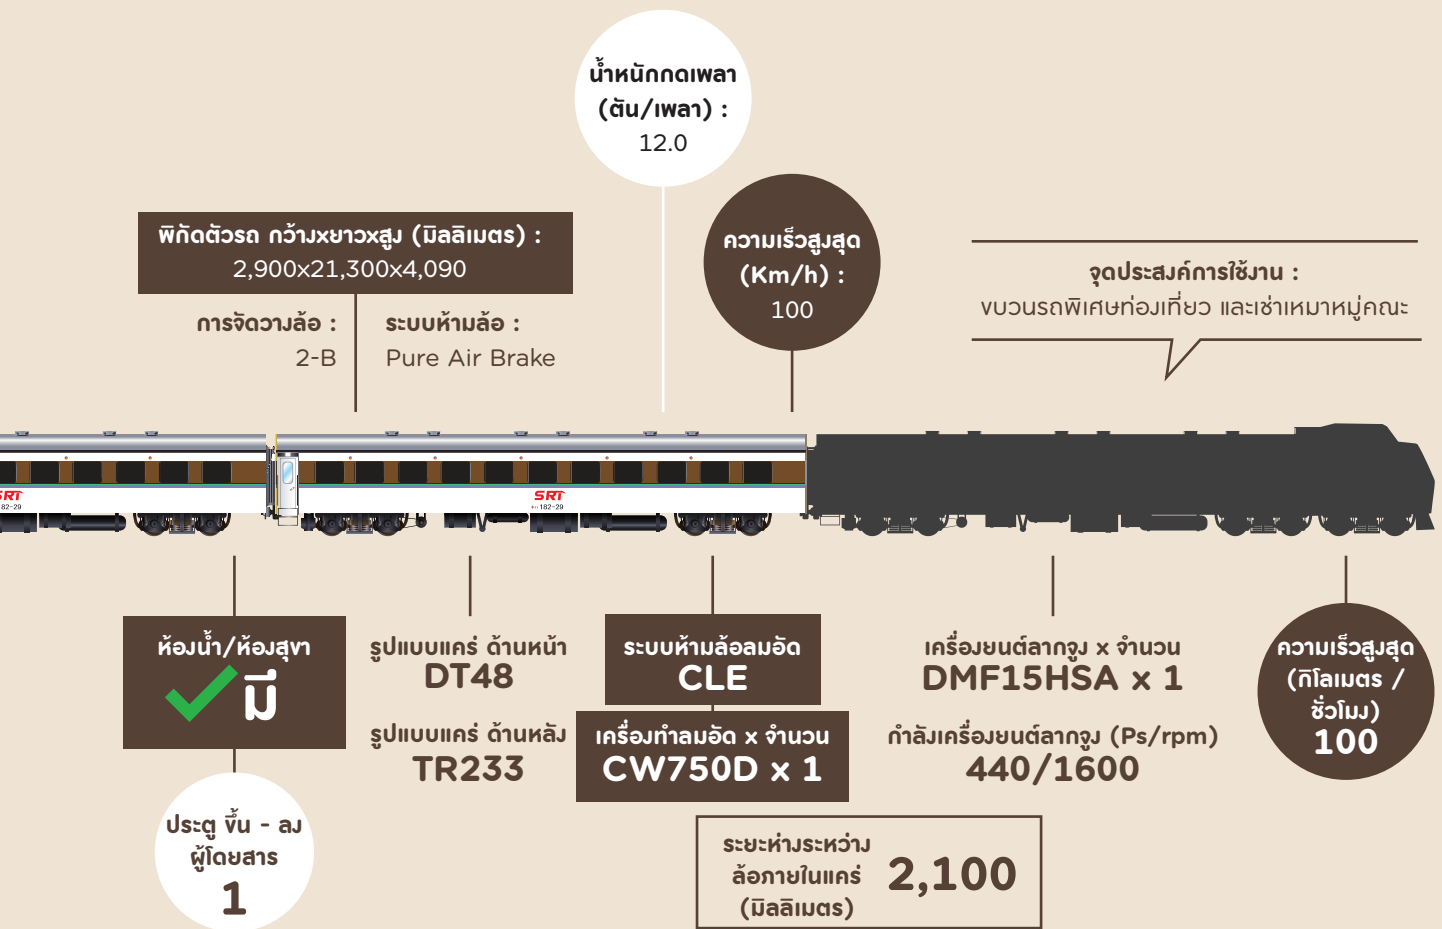 น้ำหนักกดเพลา
(ตัน/เพลา) :
12.0
พิกัดตัวรถ กว้างxยาวxสูง (มิลลิเมตร) :
2,900x21,300x4,090
การจัดวางล้อ :
2-B
ระบบห้ามล้อ :
Pure Air Brake
ความเร็วสูงสุด
(Km/h) :
100
จุดประสงค์การใช้งาน :
ขบวนรถพิเศษท่องเที่ยว และเช่าเหมาหมู่คณะ
SRT
182-29
SRT
182-29
ห้องน้ำ/ห้องสุขา
มี
ประตู ขึ้น - ลง
ผู้โดยสาร
1
รูปแบบแคร่ ด้านหน้า
DT48
รูปแบบแคร่ ด้านหลัง
TR233
ระบบห้ามล้อลมอัด
CLE
เครื่องทำลมอัด x จำนวน
CW750D x 1
เครื่องยนต์ลากจูง x จำนวน
DMF15HSA x 1
กำลังเครื่องยนต์ลากจูง (Ps/rpm)
440/1600
ความเร็วสูงสุด
(กิโลเมตร /
ชั่วโมง)
100
ระยะห่างระหว่าง
ล้อภายในแคร่
(มิลลิเมตร)
2,100